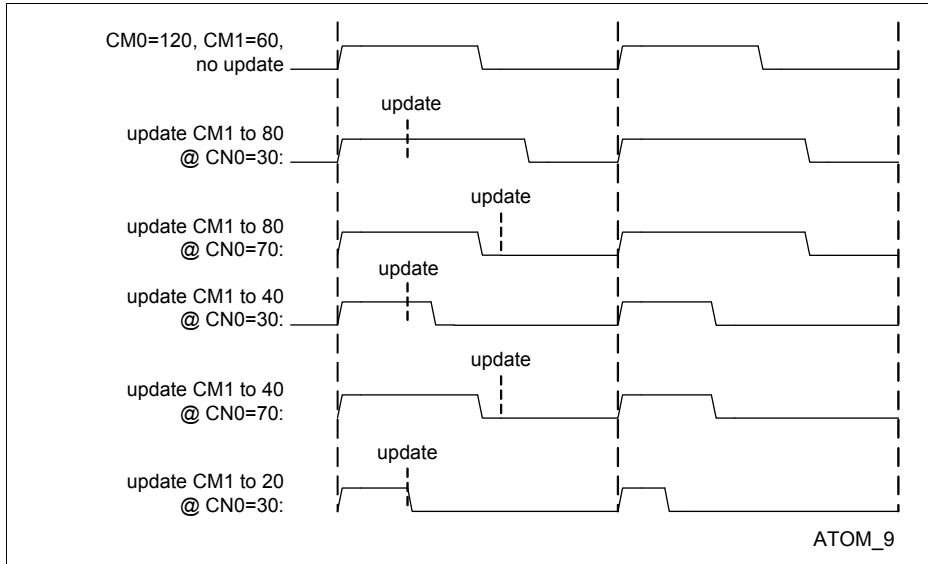 CM0=120, CM1=60,
no update
update
update CM1 to 80
@ CN0=30:
update
update CM1 to 80
@ CN0=70:
update
update CM1 to 40
@ CN0=30:
update
update CM1 to 40
@ CN0=70:
update
update CM1 to 20
@ CN0=30:
ATOM_9